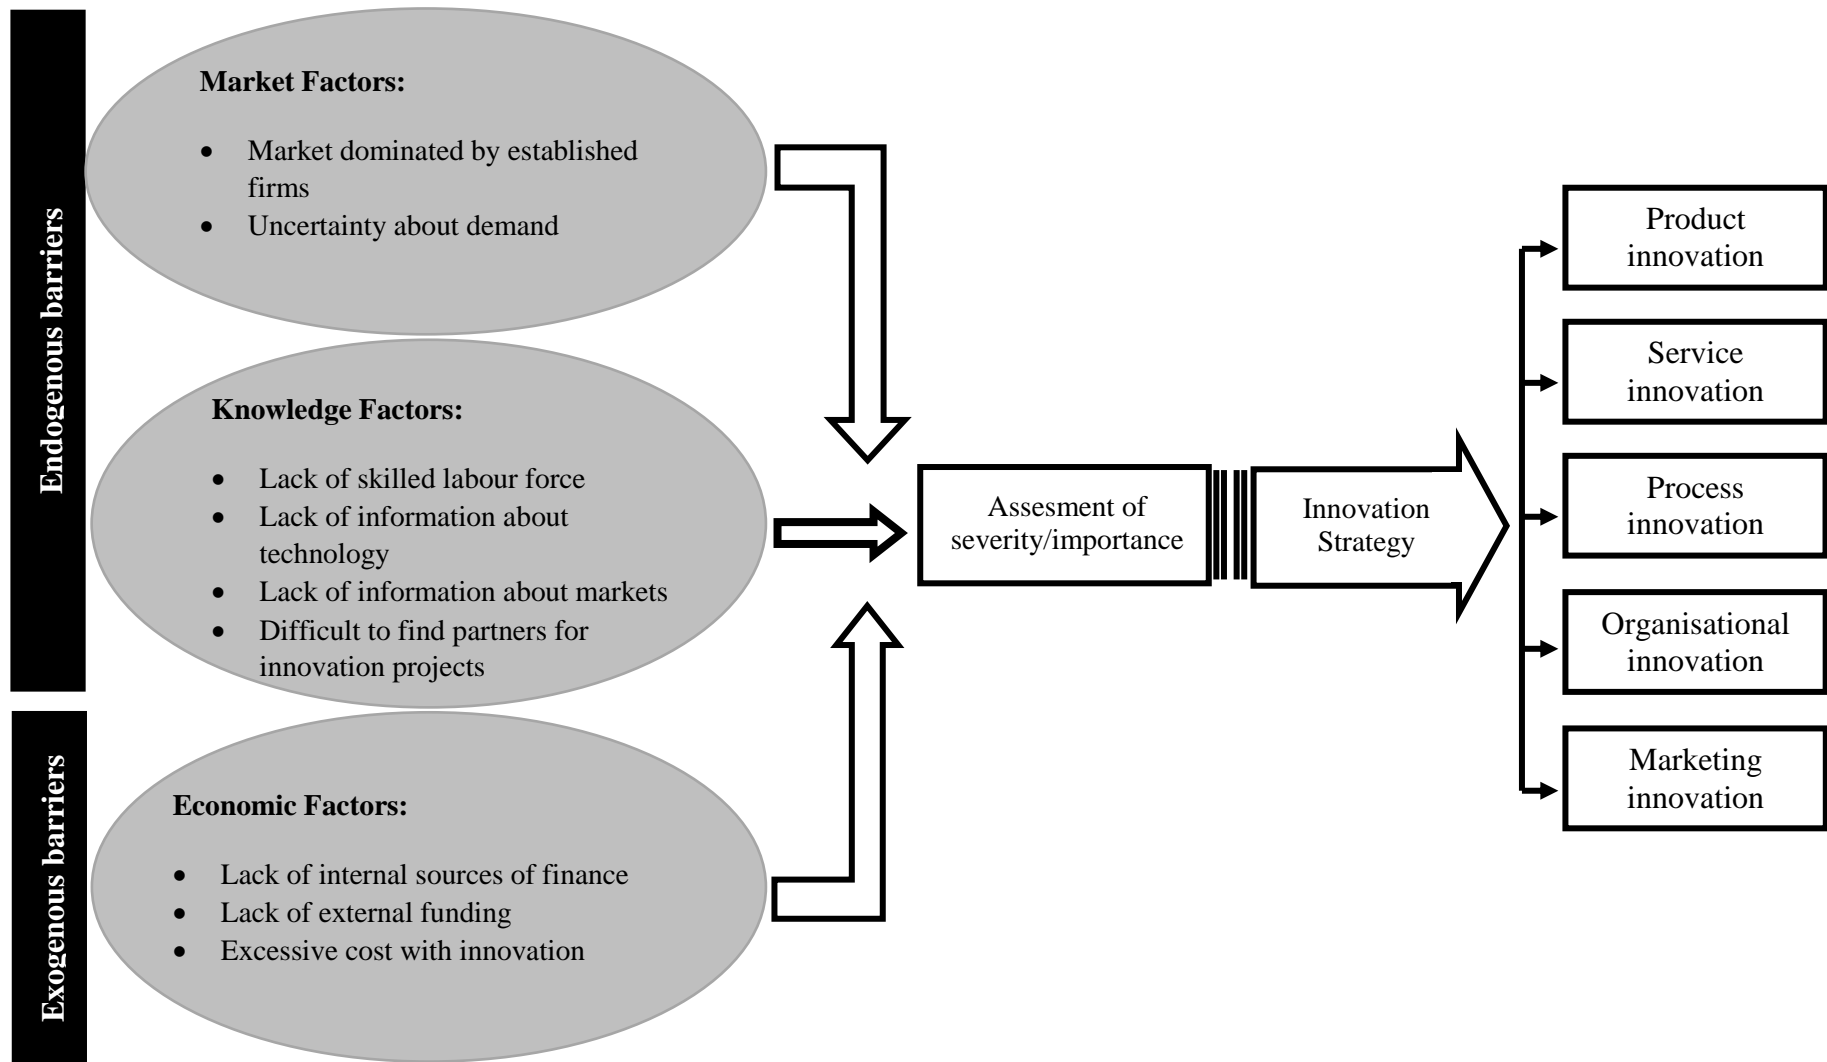 Endogenous barriers
Market Factors:
• Market dominated by established
firms
• Uncertainty about demand
Knowledge Factors:
• Lack of skilled labour force
• Lack of information about
technology
• Lack of information about markets
• Difficult to find partners for
innovation projects
Exogenous barriers
Economic Factors:
• Lack of internal sources of finance
• Lack of external funding
• Excessive cost with innovation
Assesment of
severity/importance
Innovation
Strategy
Product
innovation
Service
innovation
Process
innovation
Organisational
innovation
Marketing
innovation